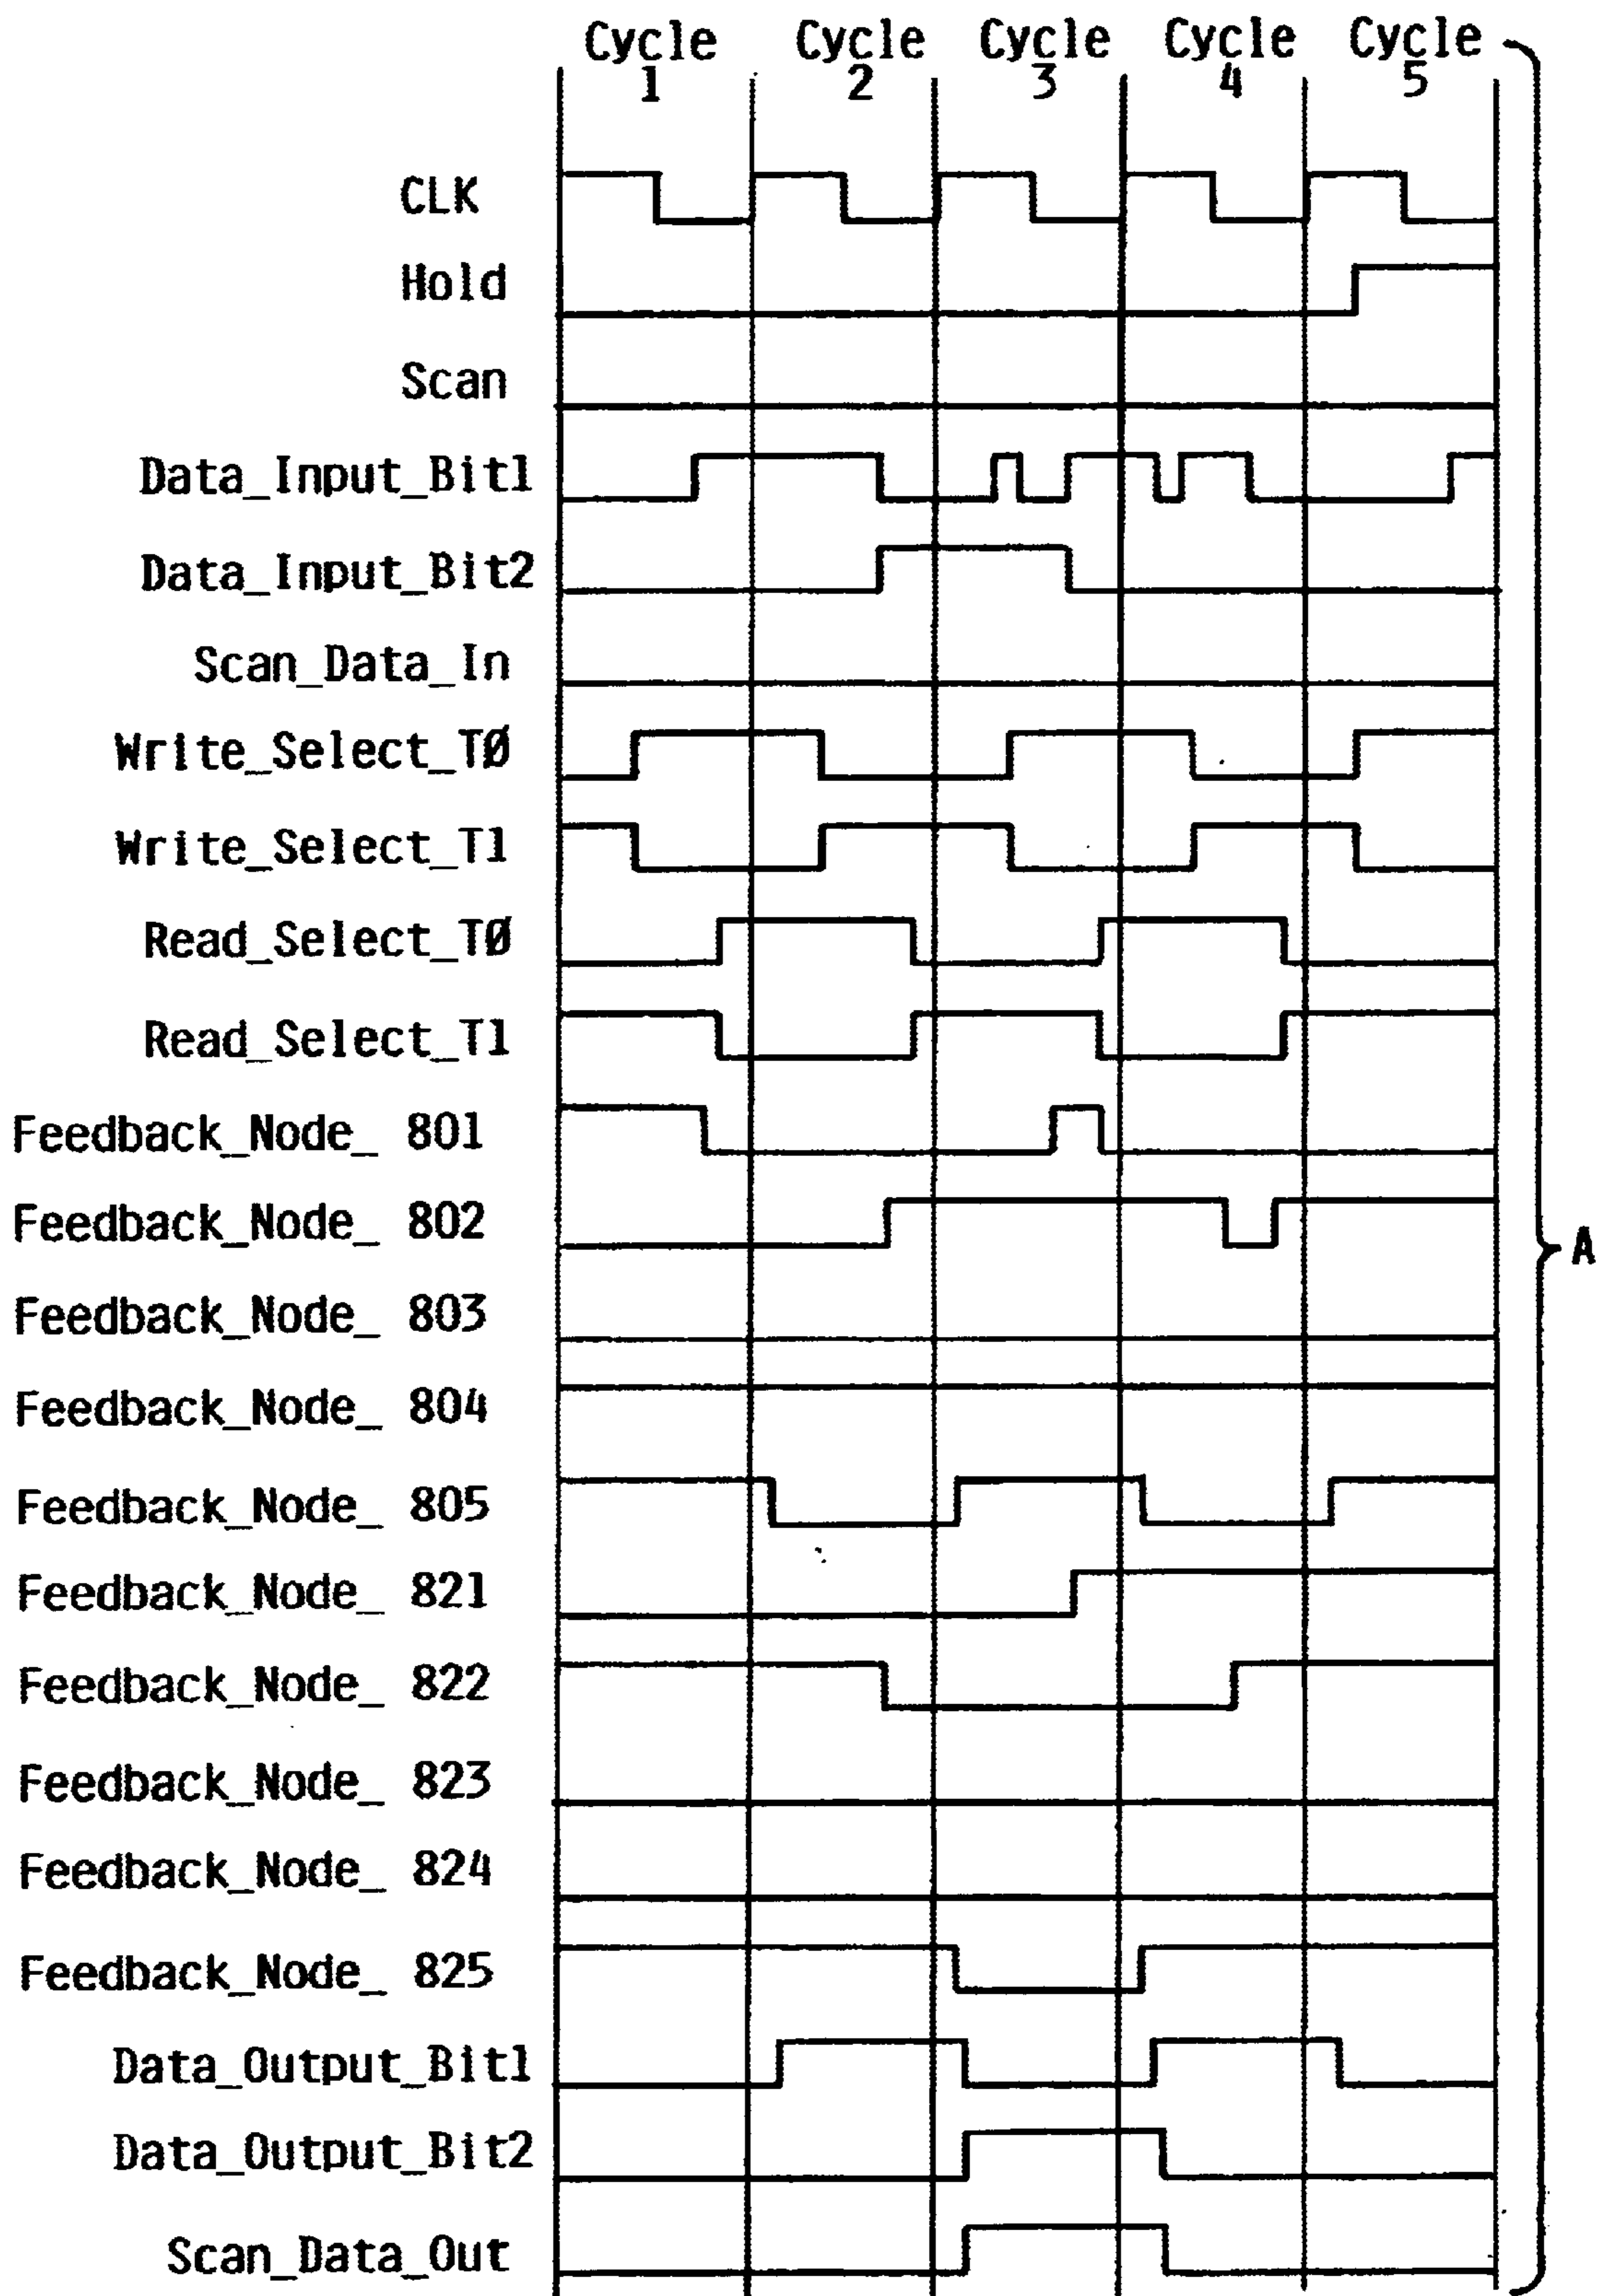 Cycle 1 Cycle 2 Cycle 3 Cycle 4 Cycle 5
CLK
Hold
Scan
Data_Input_Bit1
Data_Input_Bit2
Scan_Data_In
Write_Select_TØ
Write_Select_T1
Read_Select_TØ
Read_Select_T1
Feedback_Node_ 801
Feedback_Node_ 802
A
Feedback_Node_ 803
Feedback_Node_ 804
Feedback_Node_ 805
Feedback_Node_ 821
Feedback_Node_ 822
Feedback_Node_ 823
Feedback_Node_ 824
Feedback_Node_ 825
Data_Output_Bit1
Data_Output_Bit2
Scan_Data_Out